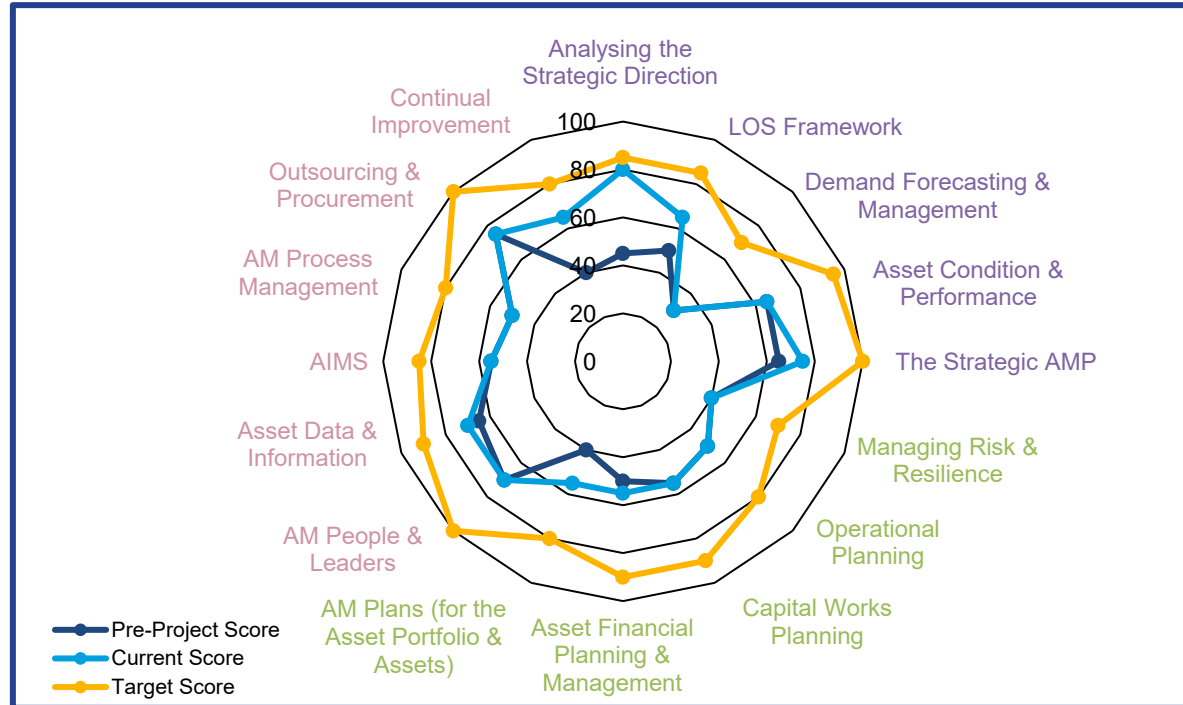 Analysing the
Strategic Direction
LOS Framework
Demand Forecasting &
Management
Asset Condition &
Performance
The Strategic AMP
Managing Risk &
Resilience
Operational
Planning
Capital Works
Planning
Asset Financial
Planning &
Management
AM Plans (for the
Asset Portfolio &
Assets)
AM People &
Leaders
Asset Data &
Information
AIMS
AM Process
Management
Outsourcing &
Procurement
Continual
Improvement
100
80
60
40
20
0
Pre-Project Score
Current Score
Target Score